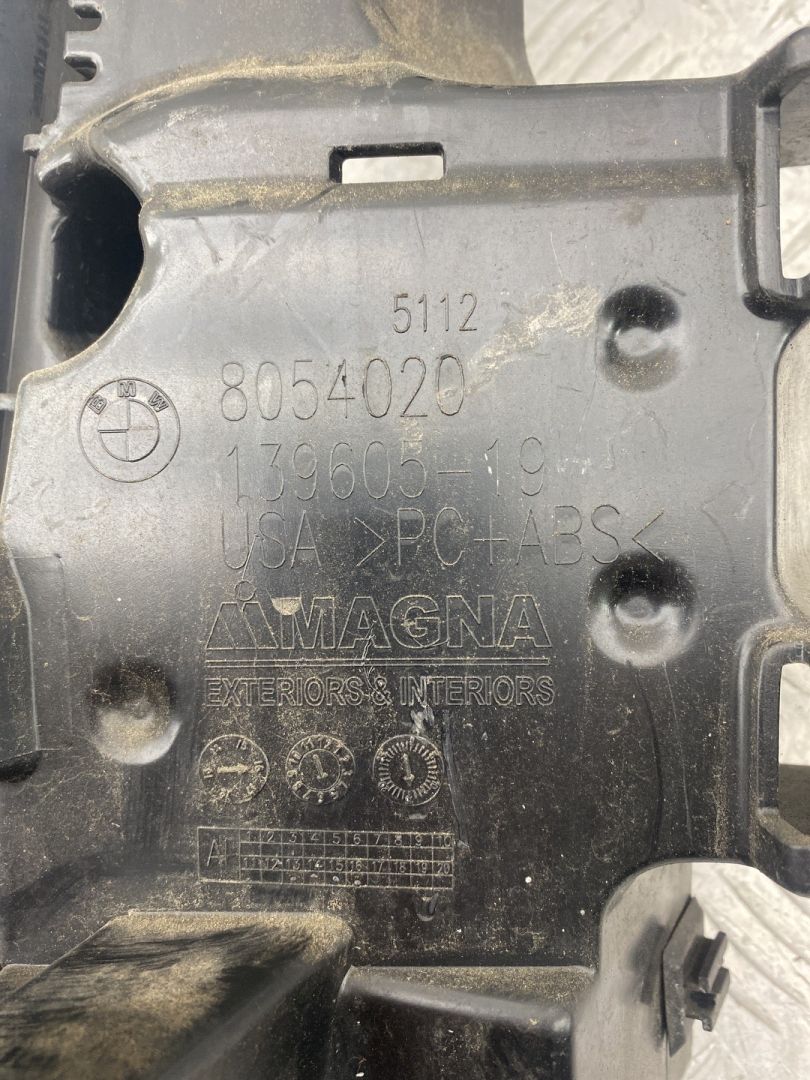 5112
8054020
BMW
139605-19
USA >PC+ABS<
MAGNA
EXTERIORS & INTERIORS
1 2 3 4 5 6 7 8 9 10
11 12 13 14 15 16 17 18 19 20